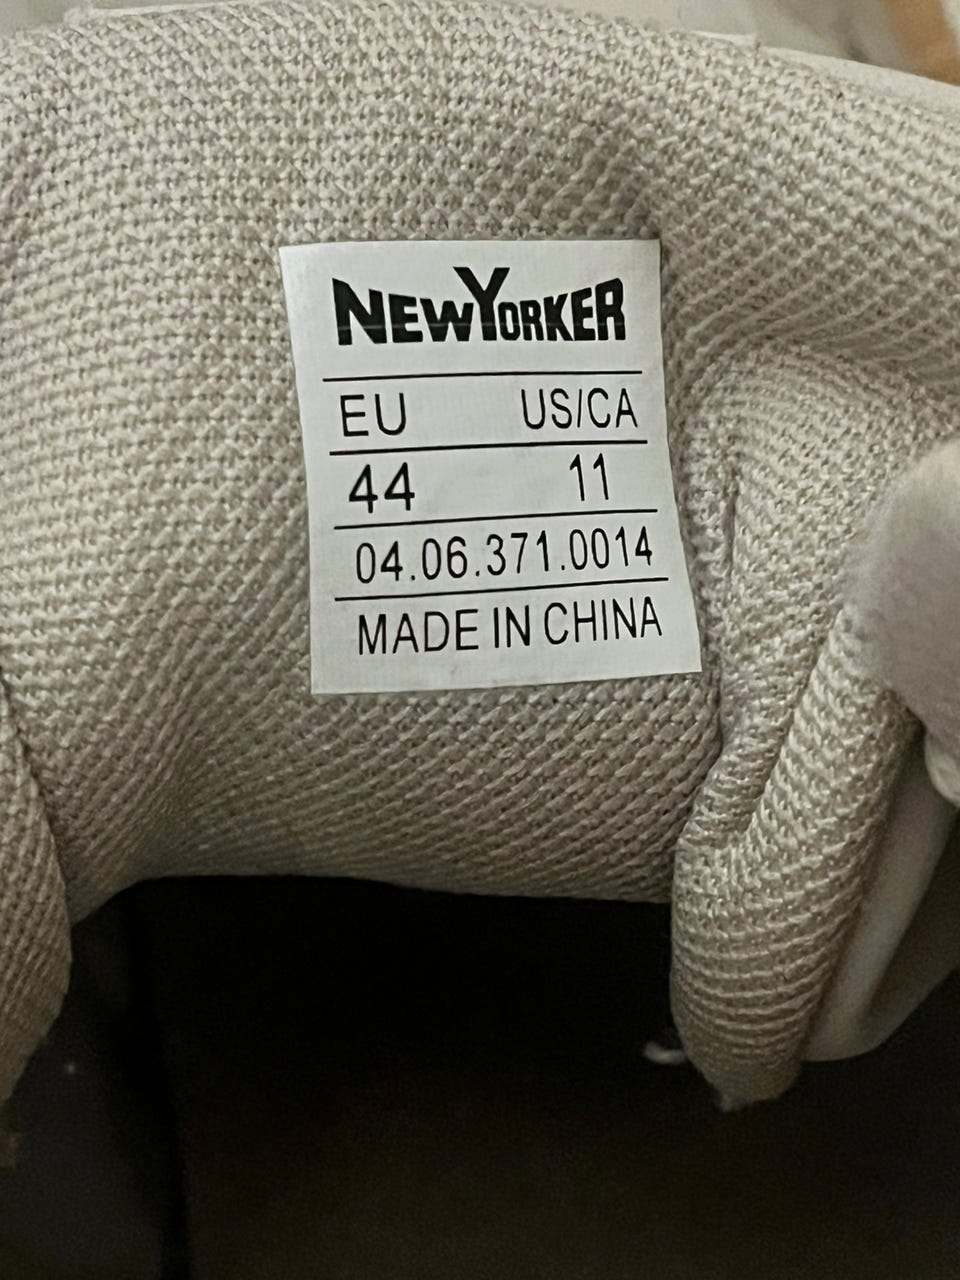 NEWYORKER
EU US/CA
44 11
04.06.371.0014
MADE IN CHINA